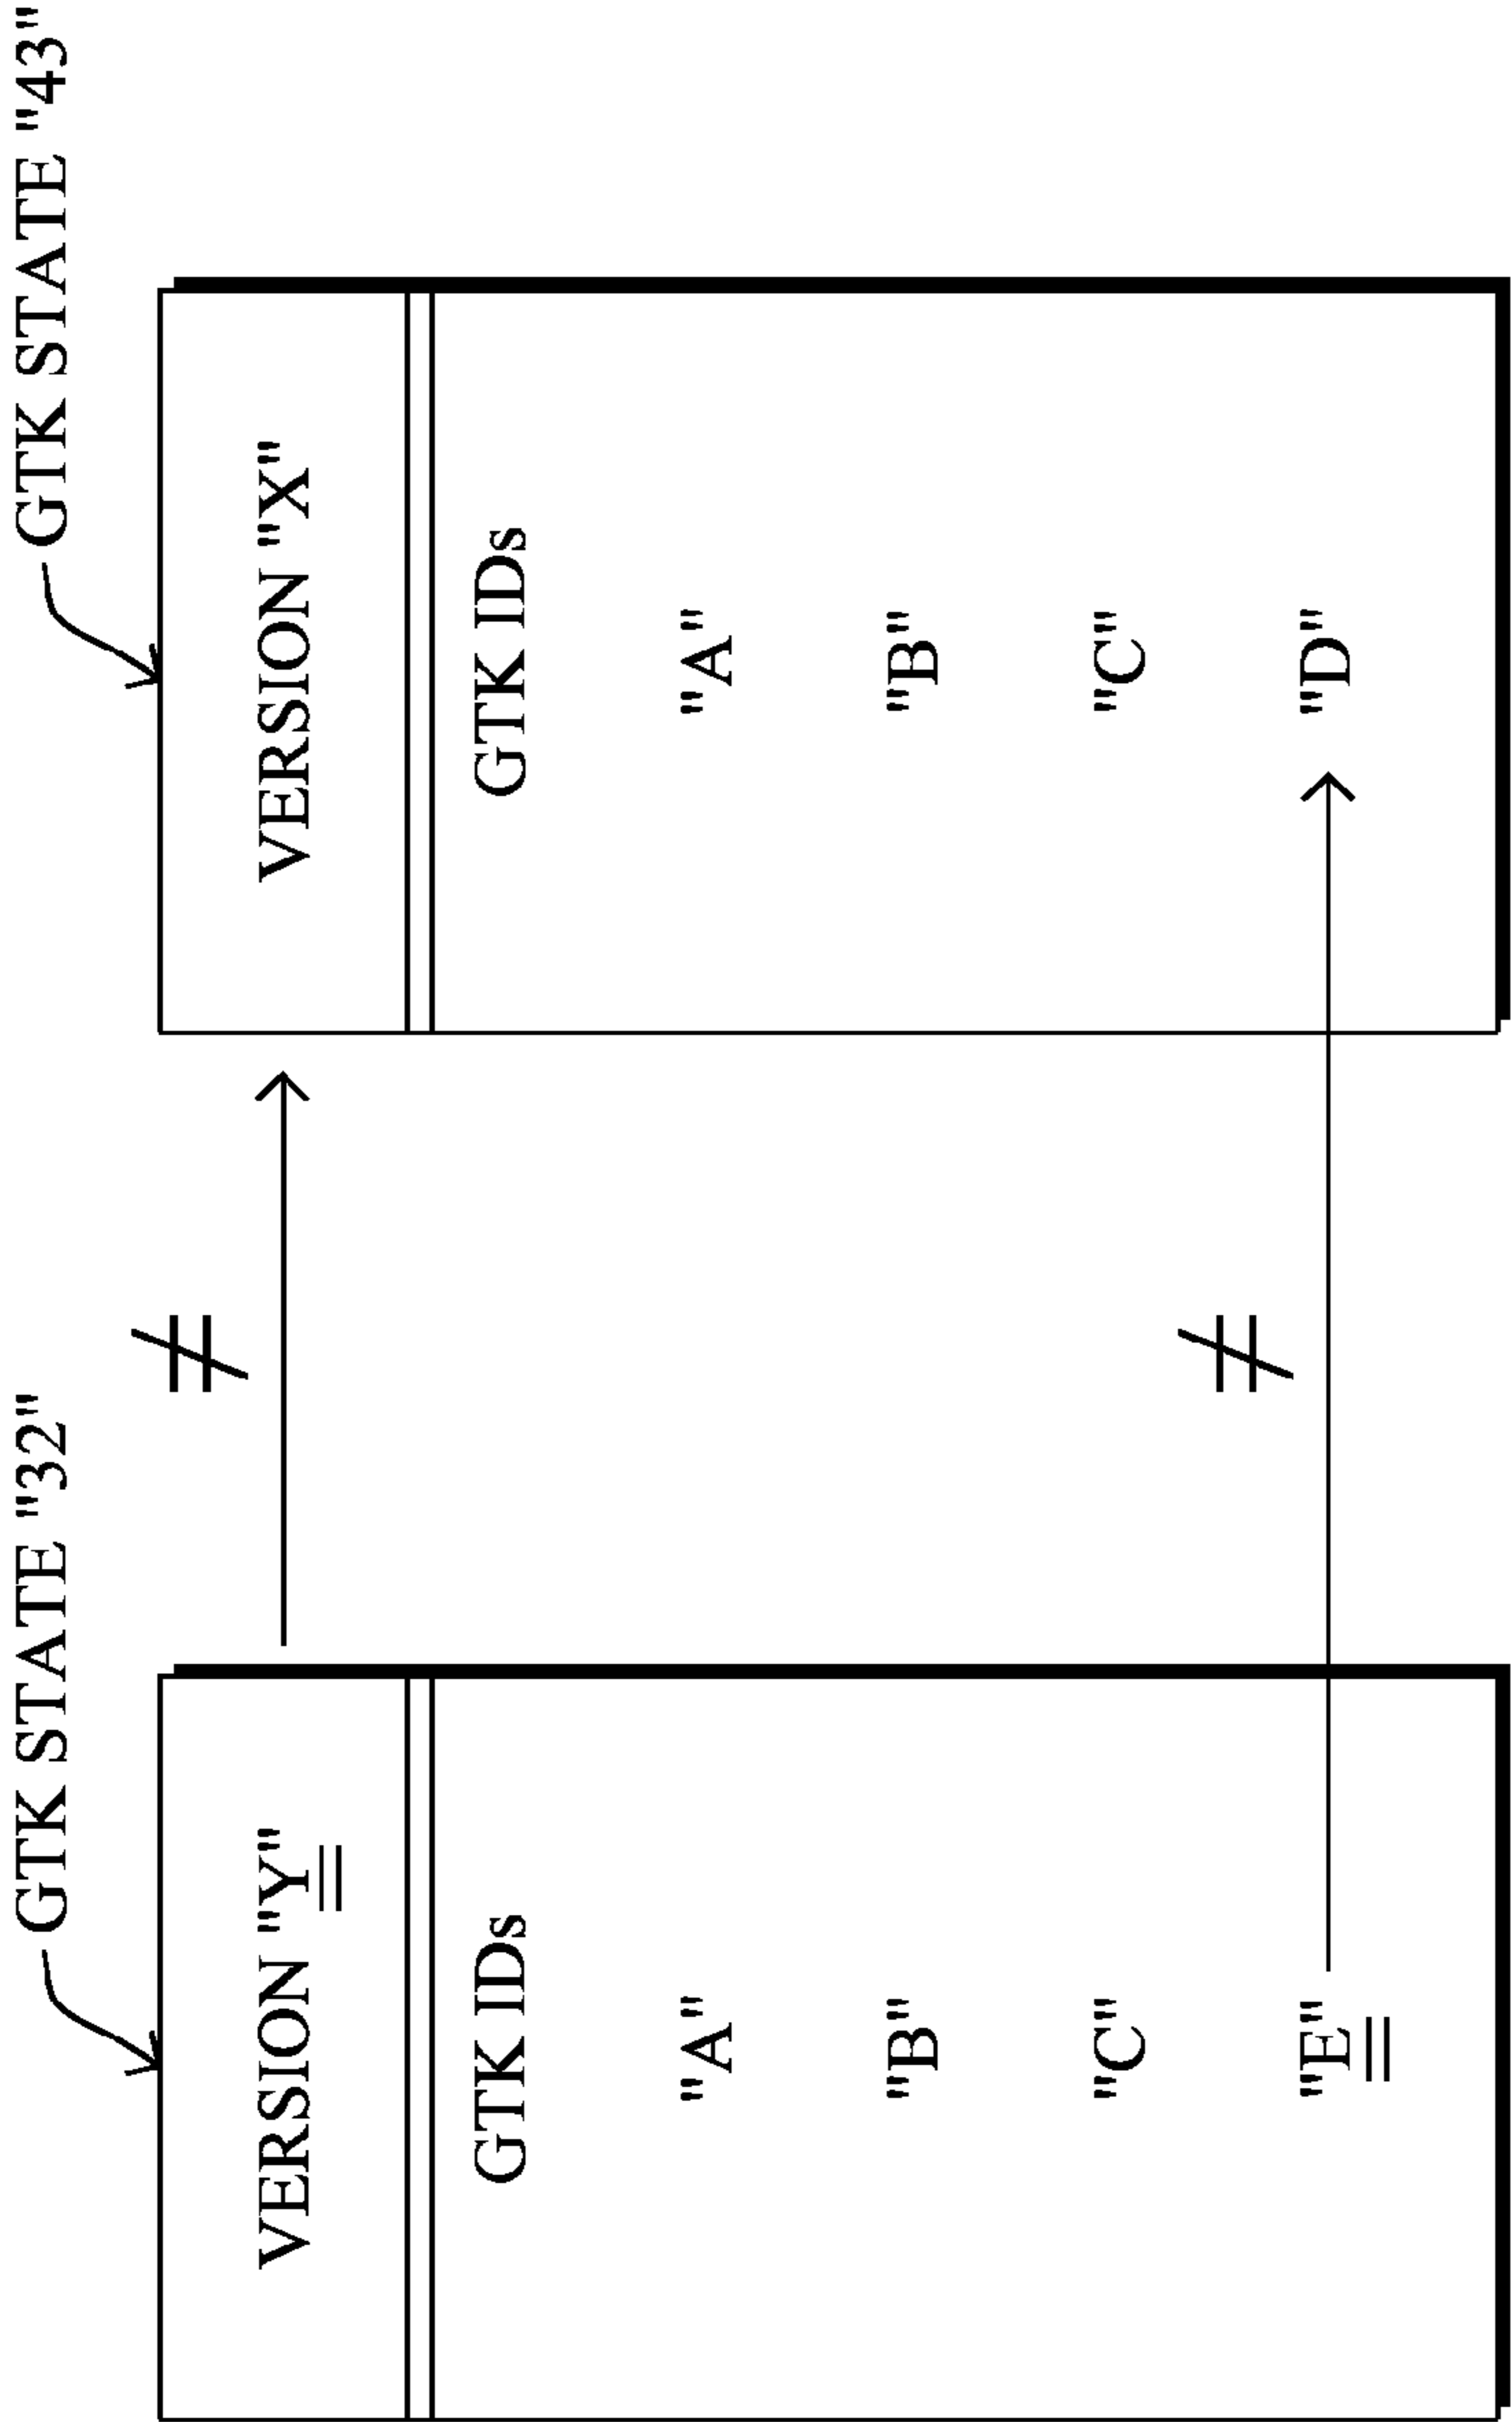 GTK STATE "32"
VERSION "Y"
GTK IDs
"A"
"B"
"C"
"E"
≠
≠
GTK STATE "43"
VERSION "X"
GTK IDs
"A"
"B"
"C"
"D"